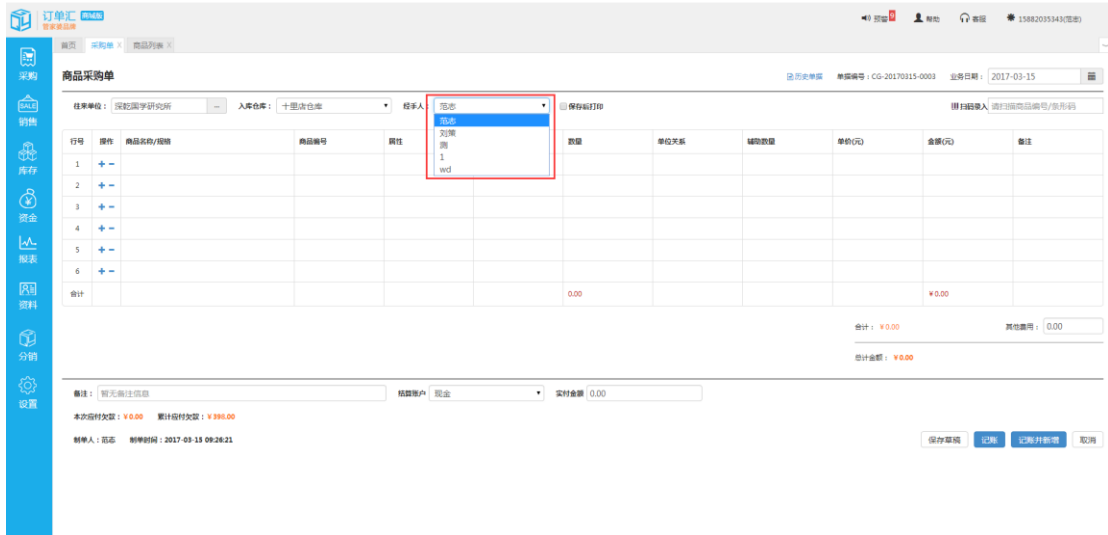 订单汇 商城版
管家婆品牌
预警 9 帮助 客服 15882035343(范志)
首页 采购单 X 商品列表 X
采购
销售
库存
资金
报表
资料
分销
设置
商品采购单
历史单据 单据编号：CG-20170315-0003 业务日期： 2017-03-15
往来单位： 深乾国学研究所 ... 入库仓库： 十里店仓库 经手人： 范志 保存后打印 扫码录入 请扫描商品编号/条形码
范志
刘策
测
1
wd
行号 操作 商品名称/规格 商品编号 属性 数量 单位关系 辅助数量 单价(元) 金额(元) 备注
1 + -
2 + -
3 + -
4 + -
5 + -
6 + -
合计 0.00 ￥0.00
合计： ￥0.00 其他费用： 0.00
总计金额： ￥0.00
备注： 暂无备注信息 结算账户 现金 实付金额 0.00
本次应付欠款：￥0.00 累计应付欠款：￥390.00
制单人：范志 制单时间：2017-03-15 09:26:21
保存草稿 记账 记账并新增 取消